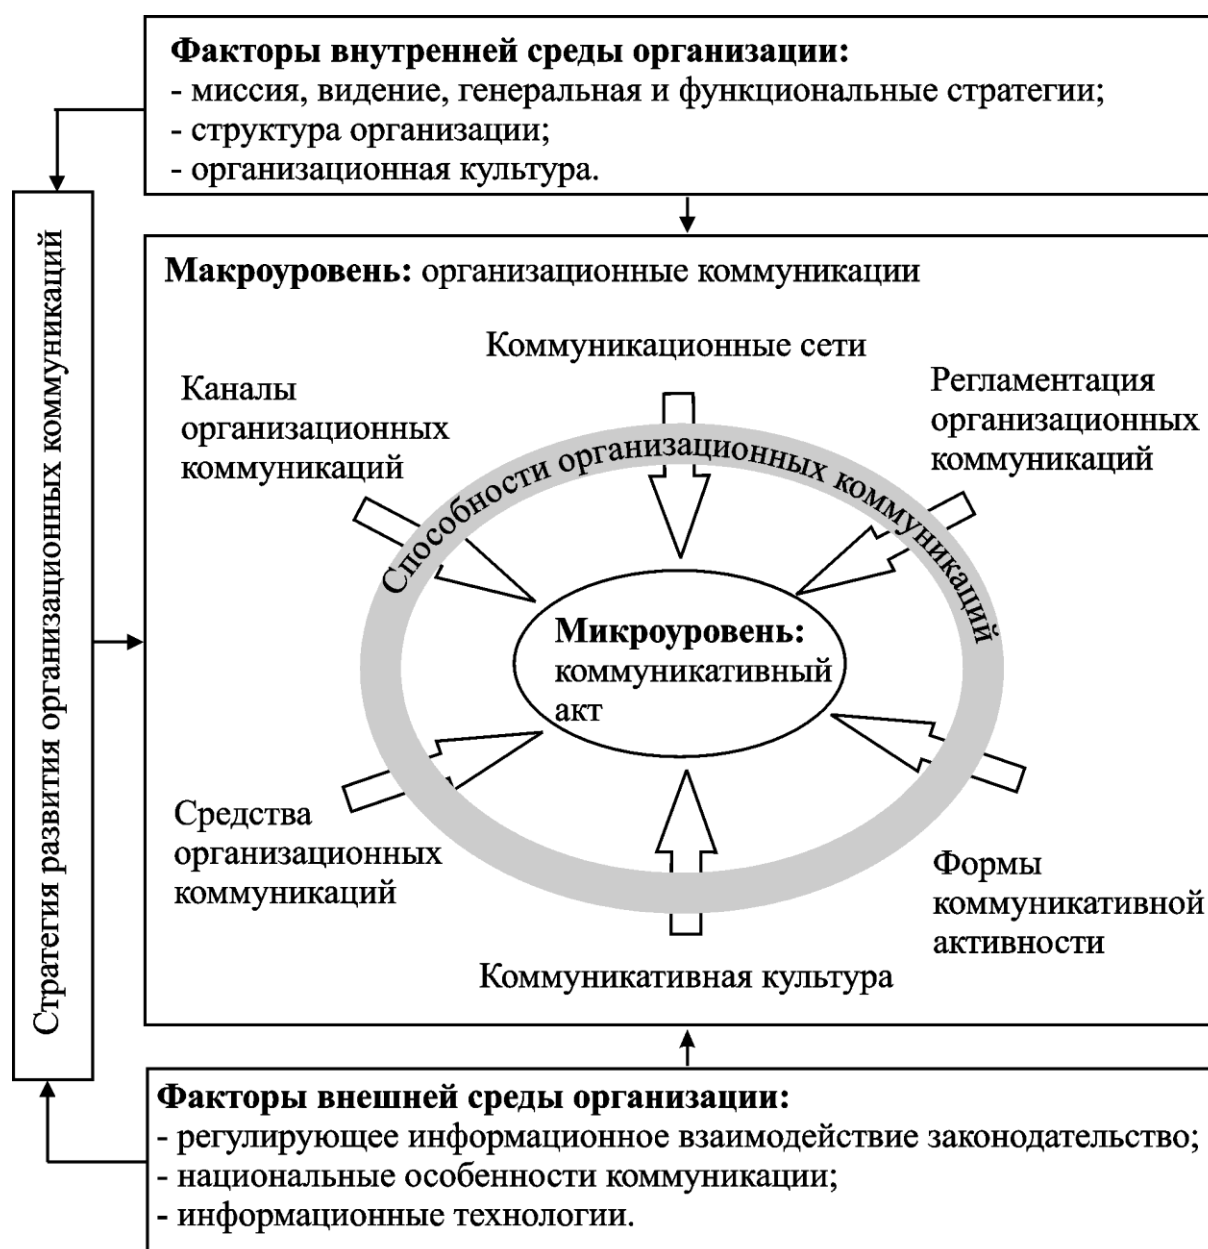 Факторы внутренней среды организации:
- миссия, видение, генеральная и функциональные стратегии;
- структура организации;
- организационная культура.
Стратегия развития организационных коммуникаций
Макроуровень: организационные коммуникации
Коммуникационные сети
Каналы
организационных
коммуникаций
Регламентация
организационных
коммуникаций
Способности организационных коммуникаций
Микроуровень:
коммуникативный
акт
Средства
организационных
коммуникаций
Формы
коммуникативной
активности
Коммуникативная культура
Факторы внешней среды организации:
- регулирующее информационное взаимодействие законодательство;
- национальные особенности коммуникации;
- информационные технологии.